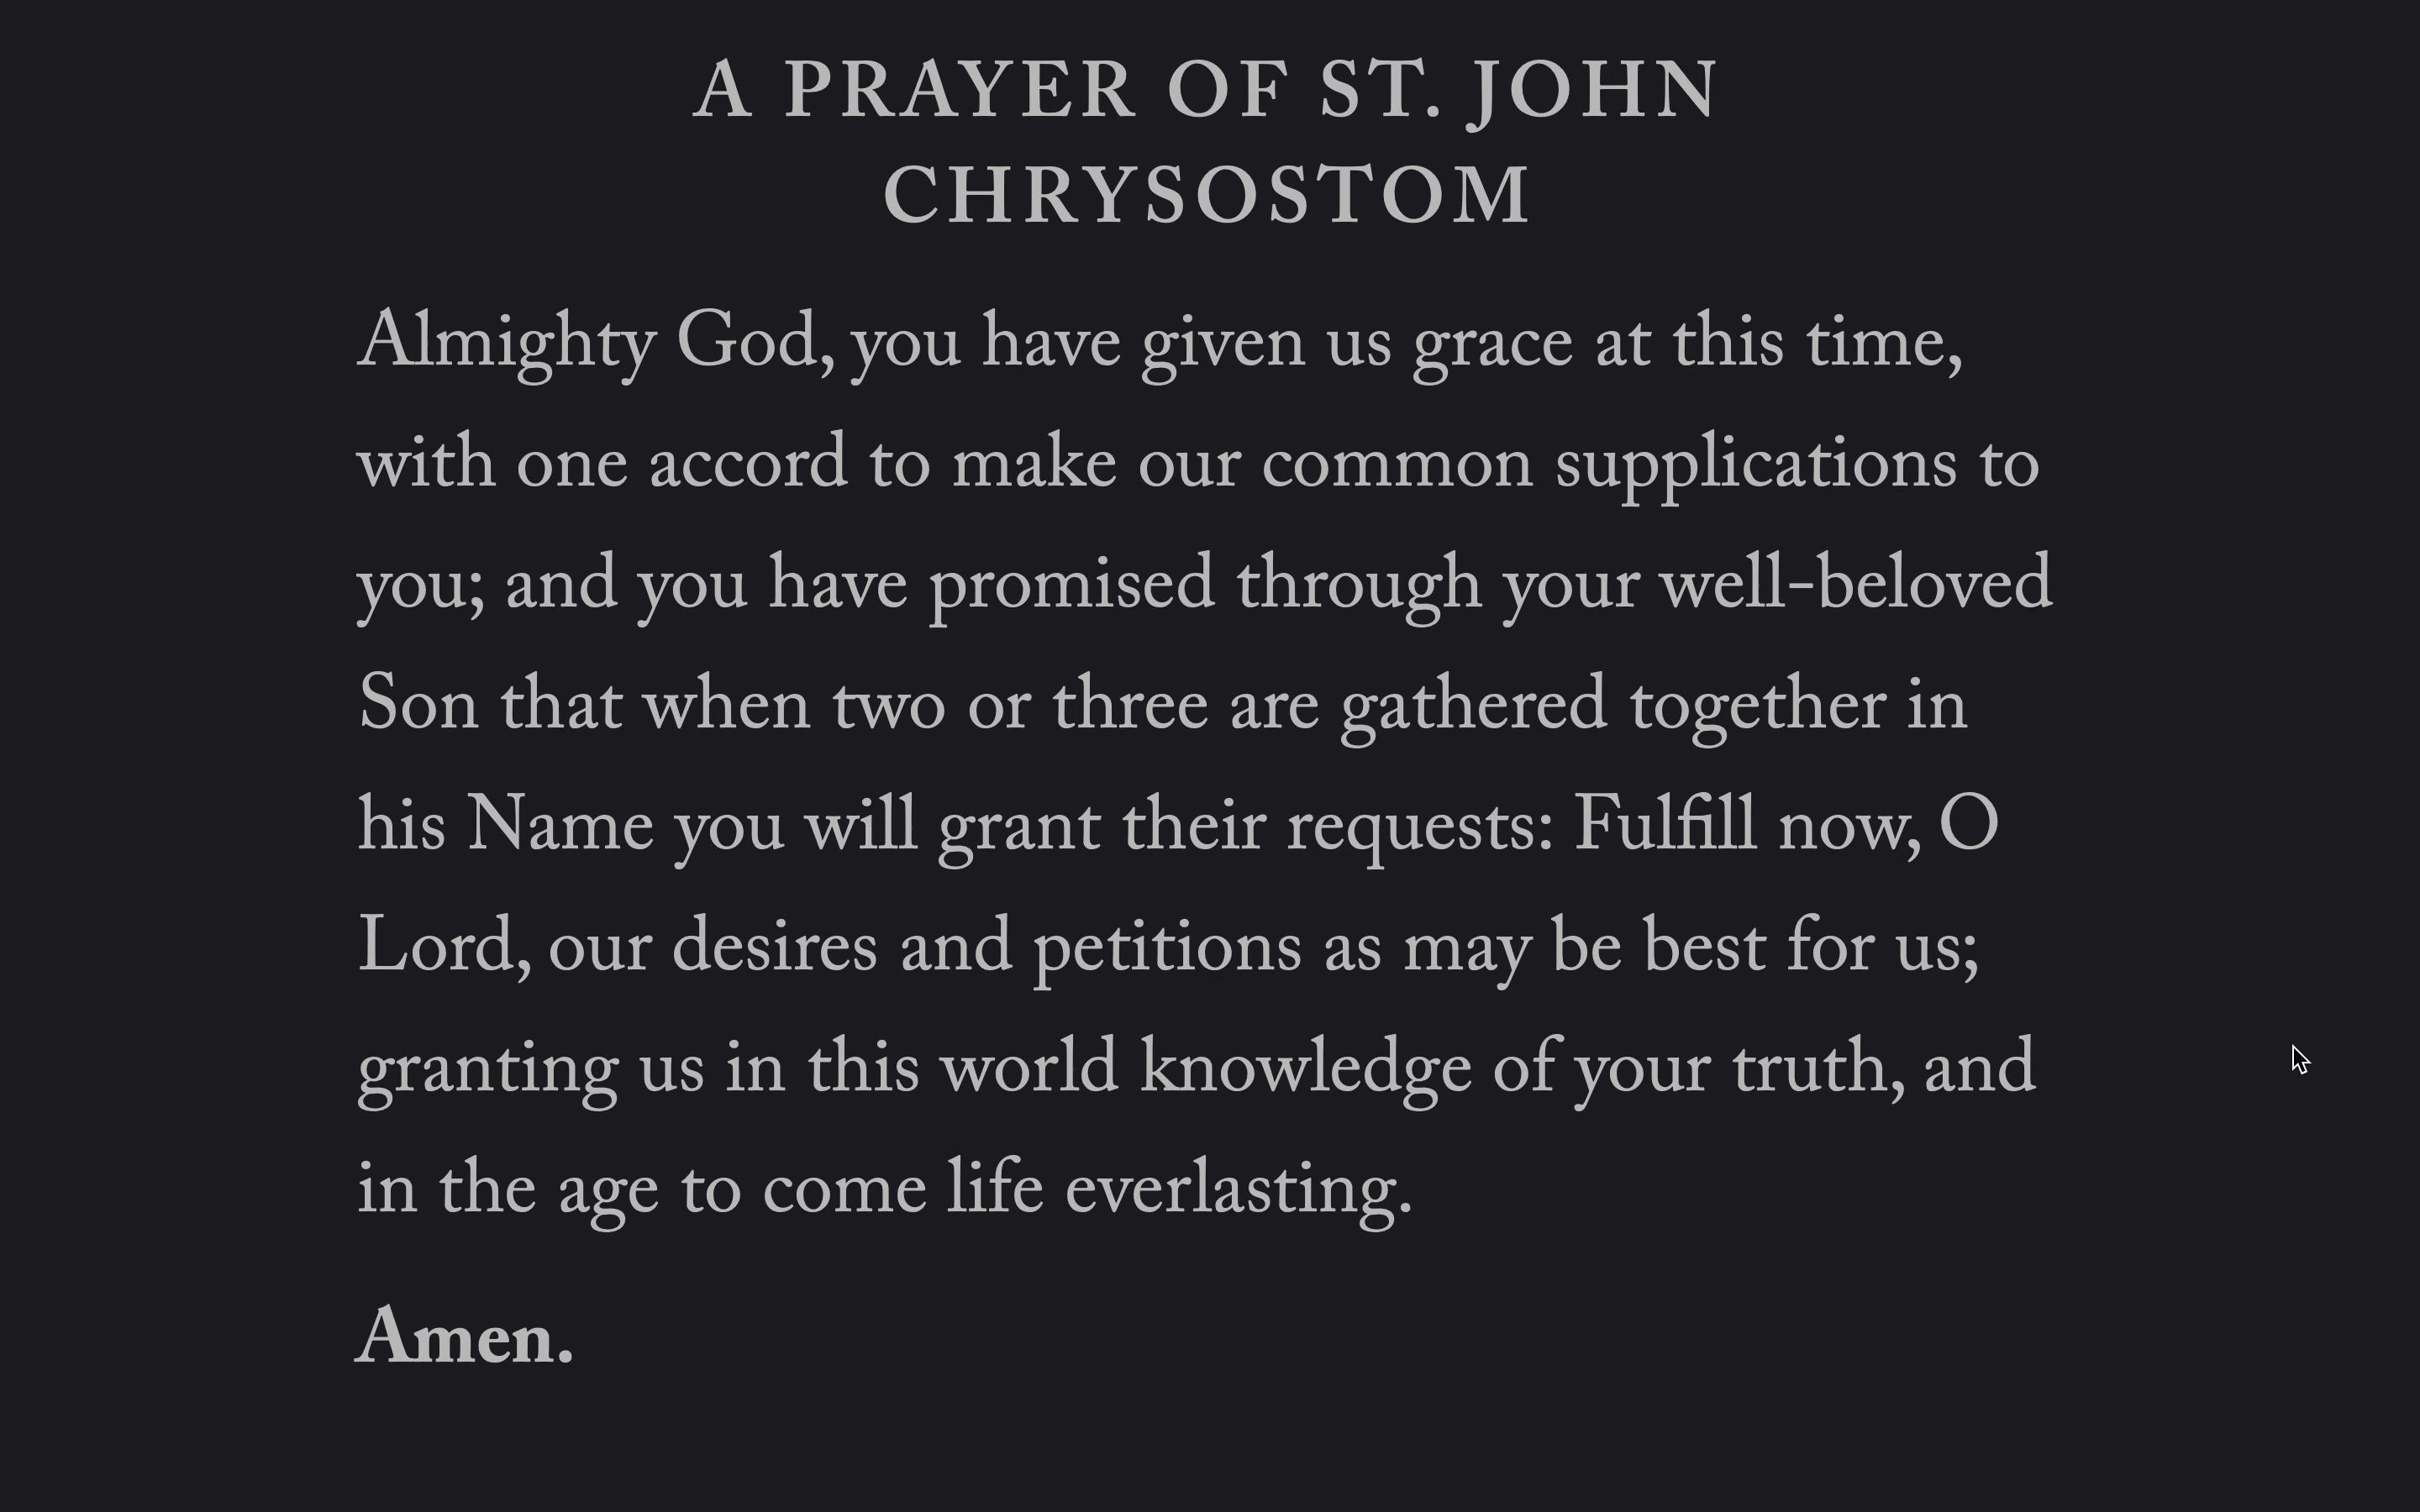 A PRAYER OF ST. JOHN
CHRYSOSTOM
Almighty God, you have given us grace at this time,
with one accord to make our common supplications to
you; and you have promised through your well-beloved
Son that when two or three are gathered together in
his Name you will grant their requests: Fulfill now, O
Lord, our desires and petitions as may be best for us;
granting us in this world knowledge of your truth, and
in the age to come life everlasting.
Amen.